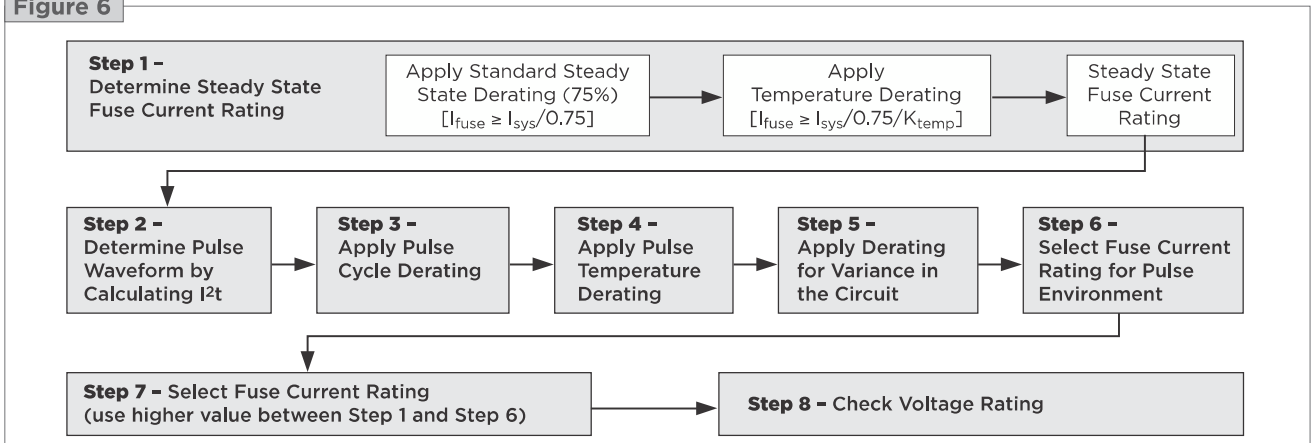 Figure 6
Step 1 –
Determine Steady State
Fuse Current Rating
Apply Standard Steady
State Derating (75%)
[Ifuse ≥ Isys/0.75]
Apply
Temperature Derating
[Ifuse ≥ Isys/0.75/Ktemp]
Steady State
Fuse Current
Rating
Step 2 –
Determine Pulse
Waveform by
Calculating I²t
Step 3 –
Apply Pulse
Cycle Derating
Step 4 –
Apply Pulse
Temperature
Derating
Step 5 –
Apply Derating
for Variance in
the Circuit
Step 6 –
Select Fuse Current
Rating for Pulse
Environment
Step 7 – Select Fuse Current Rating
(use higher value between Step 1 and Step 6)
Step 8 – Check Voltage Rating